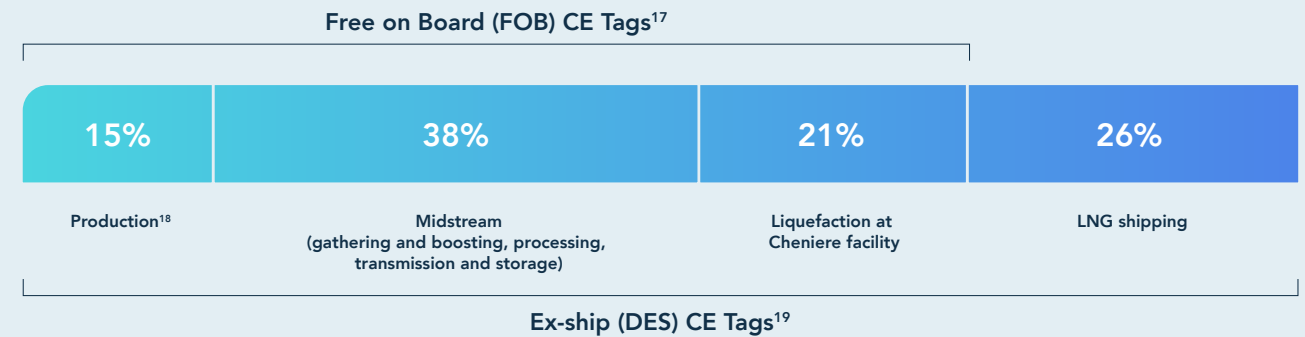 Free on Board (FOB) CE Tags¹⁷
15%
38%
21%
26%
Production¹⁸
Midstream
(gathering and boosting, processing,
transmission and storage)
Liquefaction at
Cheniere facility
LNG shipping
Ex-ship (DES) CE Tags¹⁹